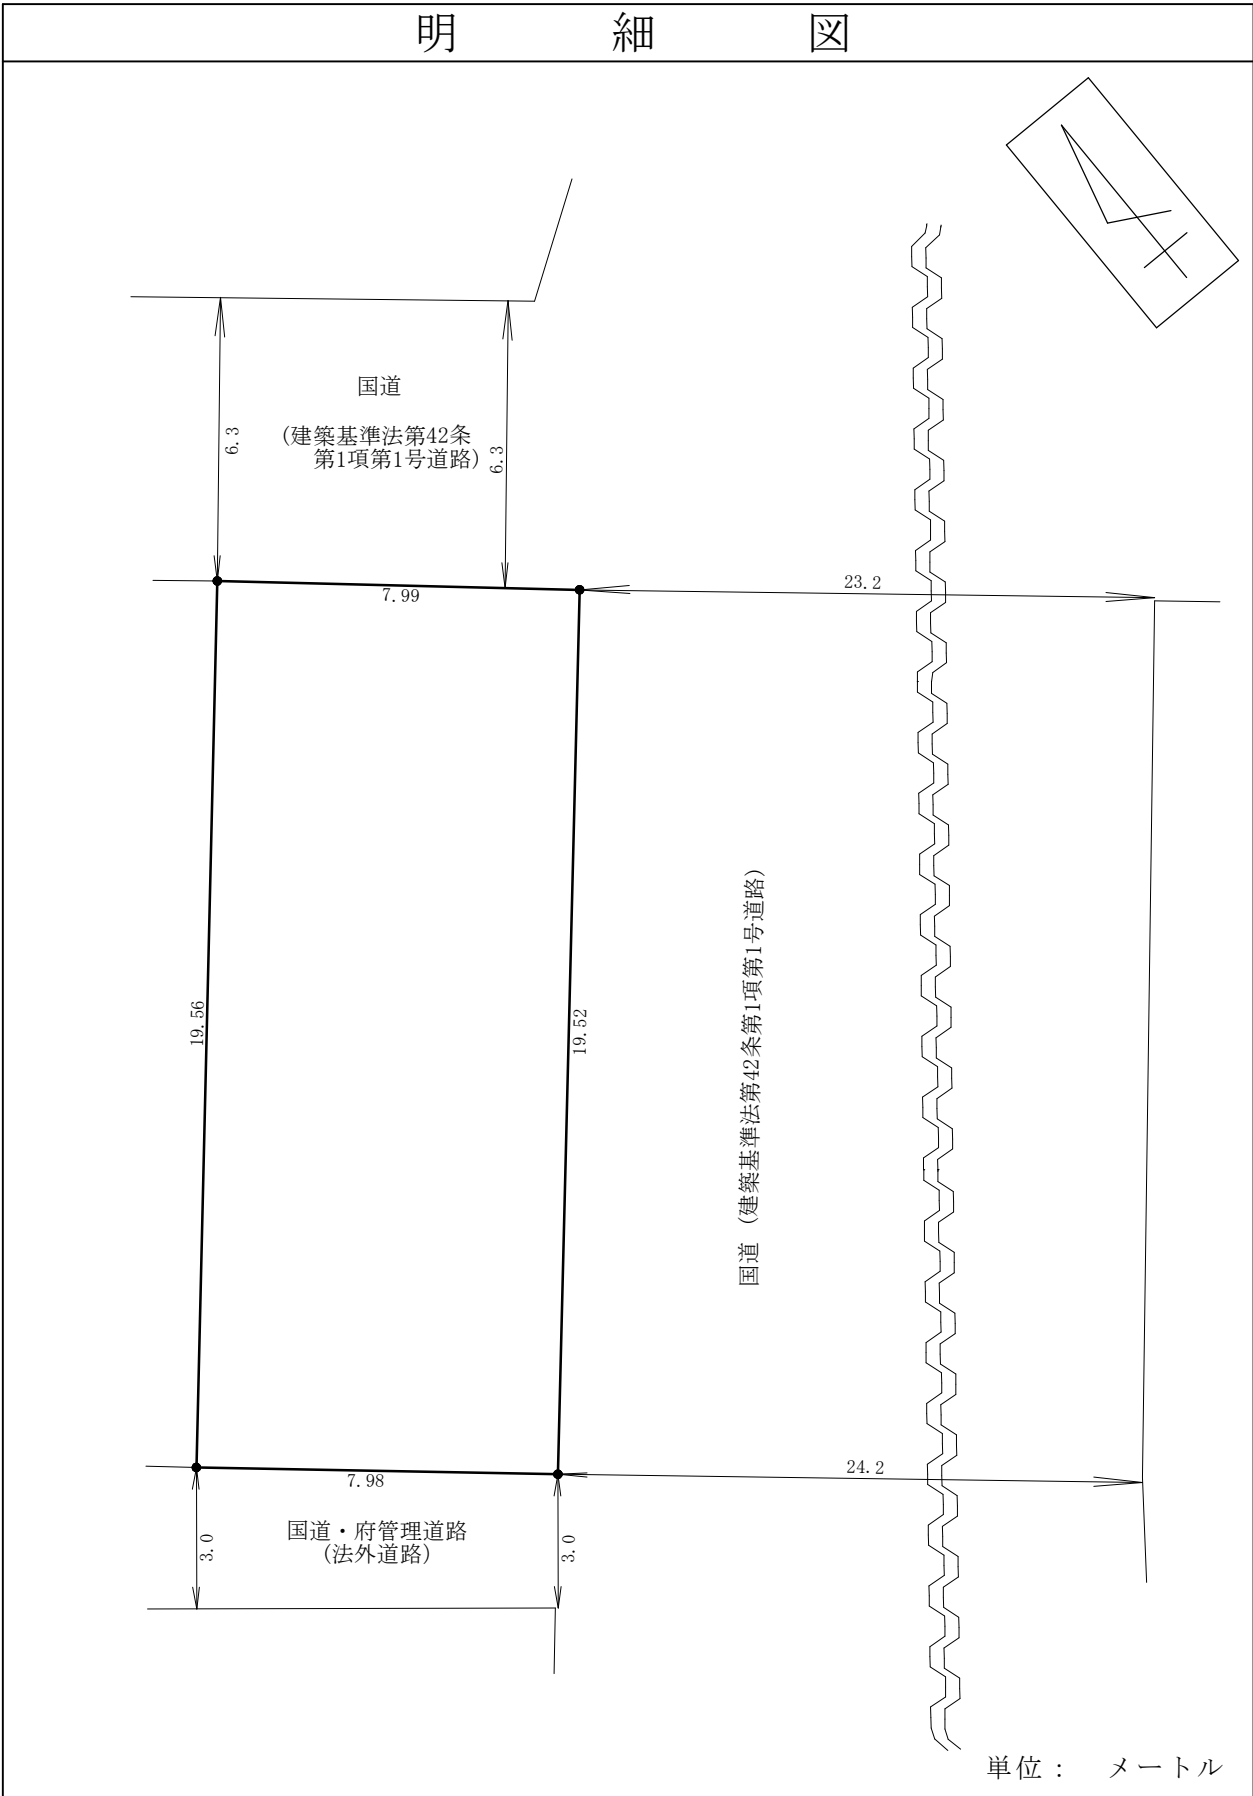 明細図
国道
(建築基準法第42条
第1項第1号道路)
6.3
6.3
7.99
23.2
19.56
19.52
国道 (建築基準法第42条第1項第1号道路)
7.98
24.2
国道・府管理道路
(法外道路)
3.0
3.0
単位： メートル